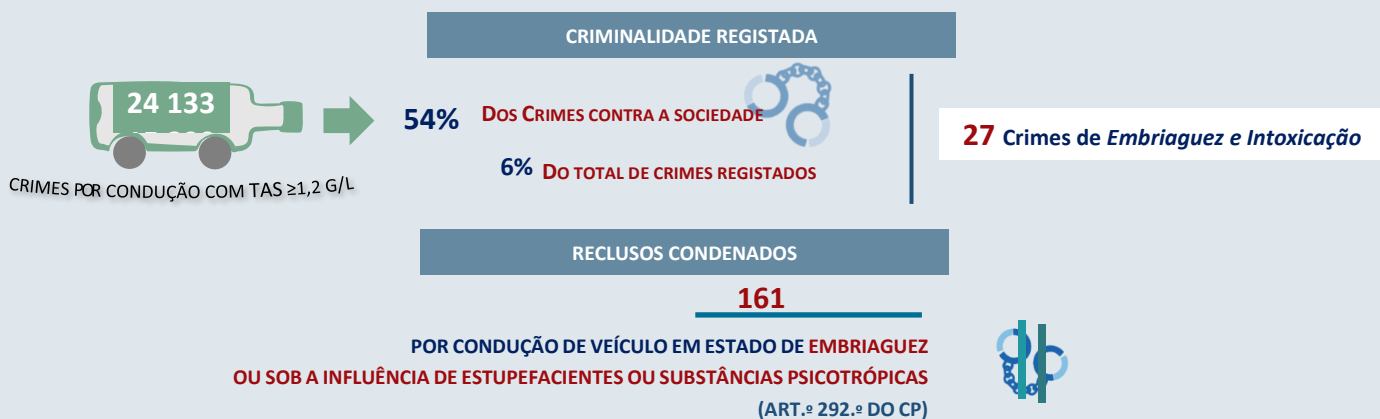 CRIMINALIDADE REGISTADA
24 133
CRIMES POR CONDUÇÃO COM TAS ≥1,2 G/L
54% DOS CRIMES CONTRA A SOCIEDADE
6% DO TOTAL DE CRIMES REGISTADOS
27 Crimes de Embriaguez e Intoxicação
RECLUSOS CONDENADOS
161
POR CONDUÇÃO DE VEÍCULO EM ESTADO DE EMBRIAGUEZ
OU SOB A INFLUÊNCIA DE ESTUPEFACIENTES OU SUBSTÂNCIAS PSICOTRÓPICAS
(ART.º 292.º DO CP)